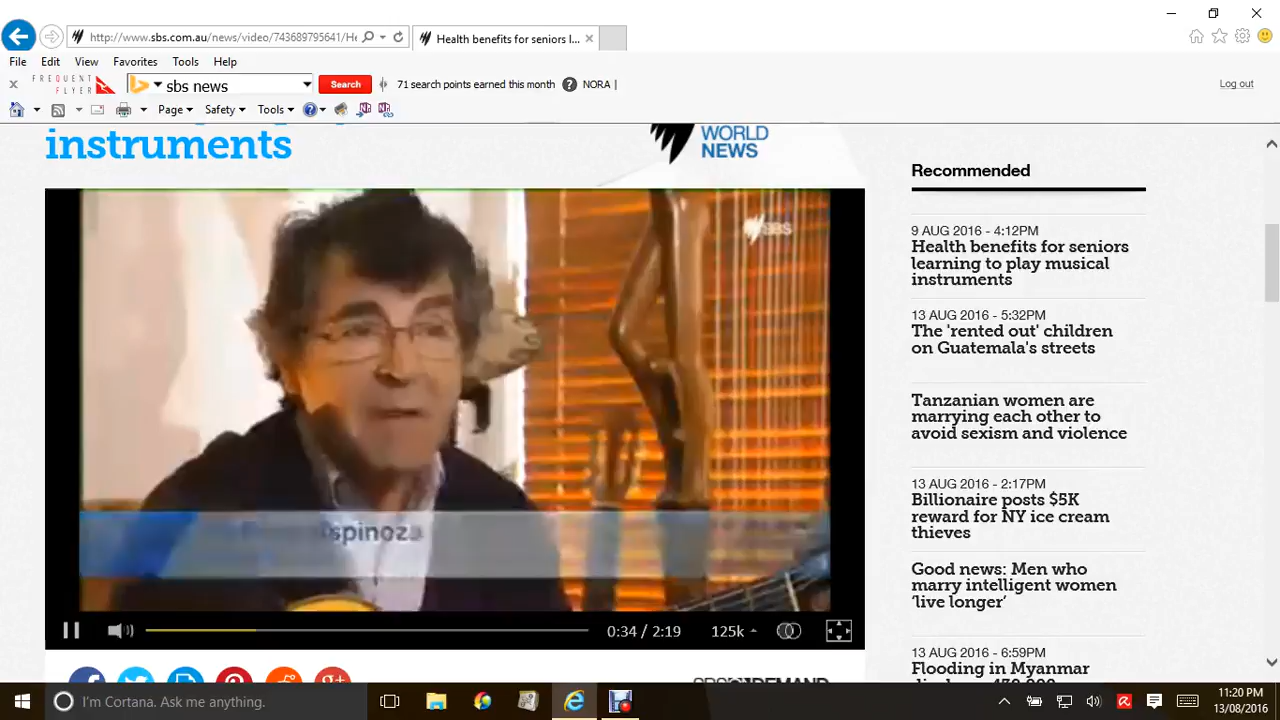 http://www.sbs.com.au/news/video/743689795641/He
Health benefits for seniors l...
File Edit View Favorites Tools Help
FREQUENT FLYER
sbs news
Search
71 search points earned this month
NORA
Log out
Page Safety Tools
instruments
WORLD NEWS
SBS
spinoza
0:34 / 2:19
125k
Recommended
9 AUG 2016 - 4:12PM
Health benefits for seniors
learning to play musical
instruments
13 AUG 2016 - 5:32PM
The 'rented out' children
on Guatemala's streets
Tanzanian women are
marrying each other to
avoid sexism and violence
13 AUG 2016 - 2:17PM
Billionaire posts $5K
reward for NY ice cream
thieves
Good news: Men who
marry intelligent women
‘live longer’
13 AUG 2016 - 6:59PM
Flooding in Myanmar
I'm Cortana. Ask me anything.
11:20 PM
13/08/2016